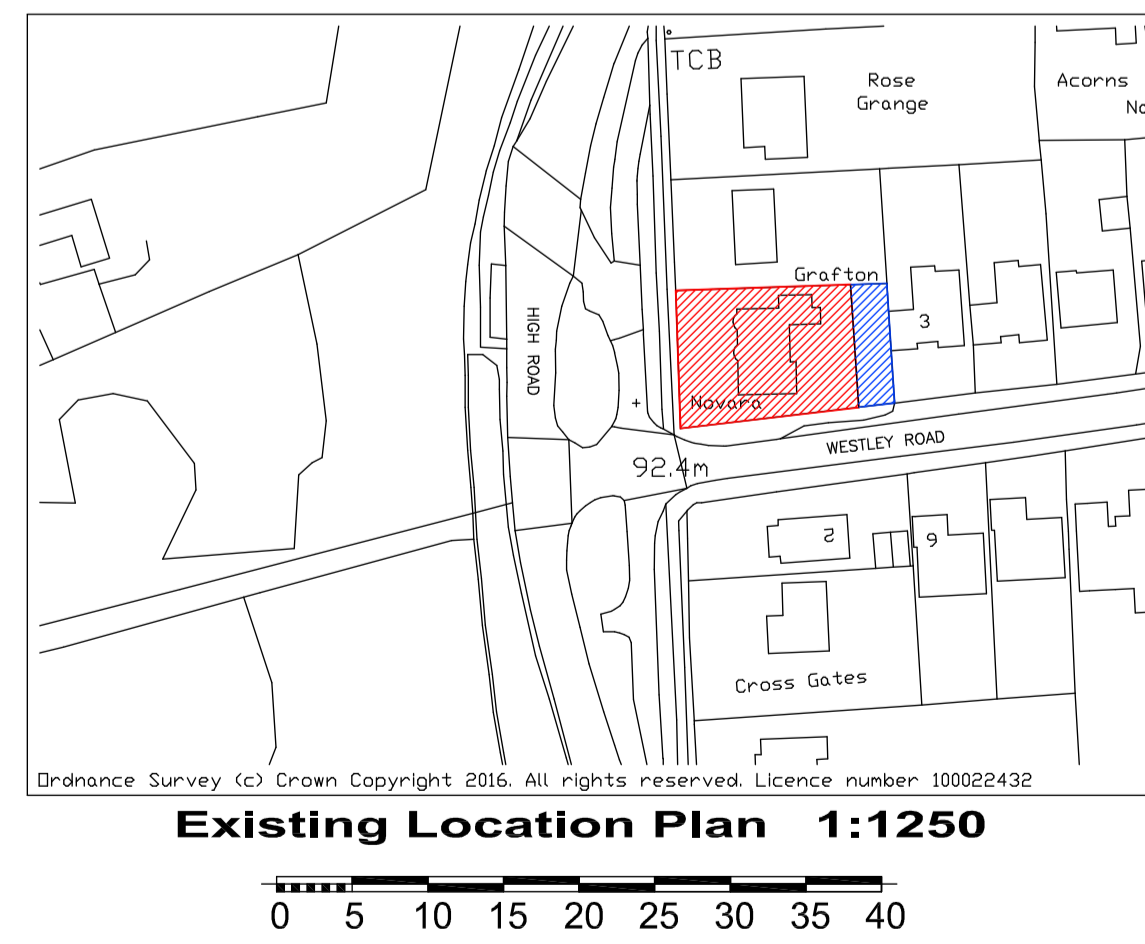 TCB
Rose
Grange
Acorns
No
Grafton
3
HIGH ROAD
Novara
WESTLEY ROAD
92.4m
2
6
Cross Gates
Ordnance Survey (c) Crown Copyright 2016. All rights reserved. Licence number 100022432
Existing Location Plan 1:1250
0 5 10 15 20 25 30 35 40